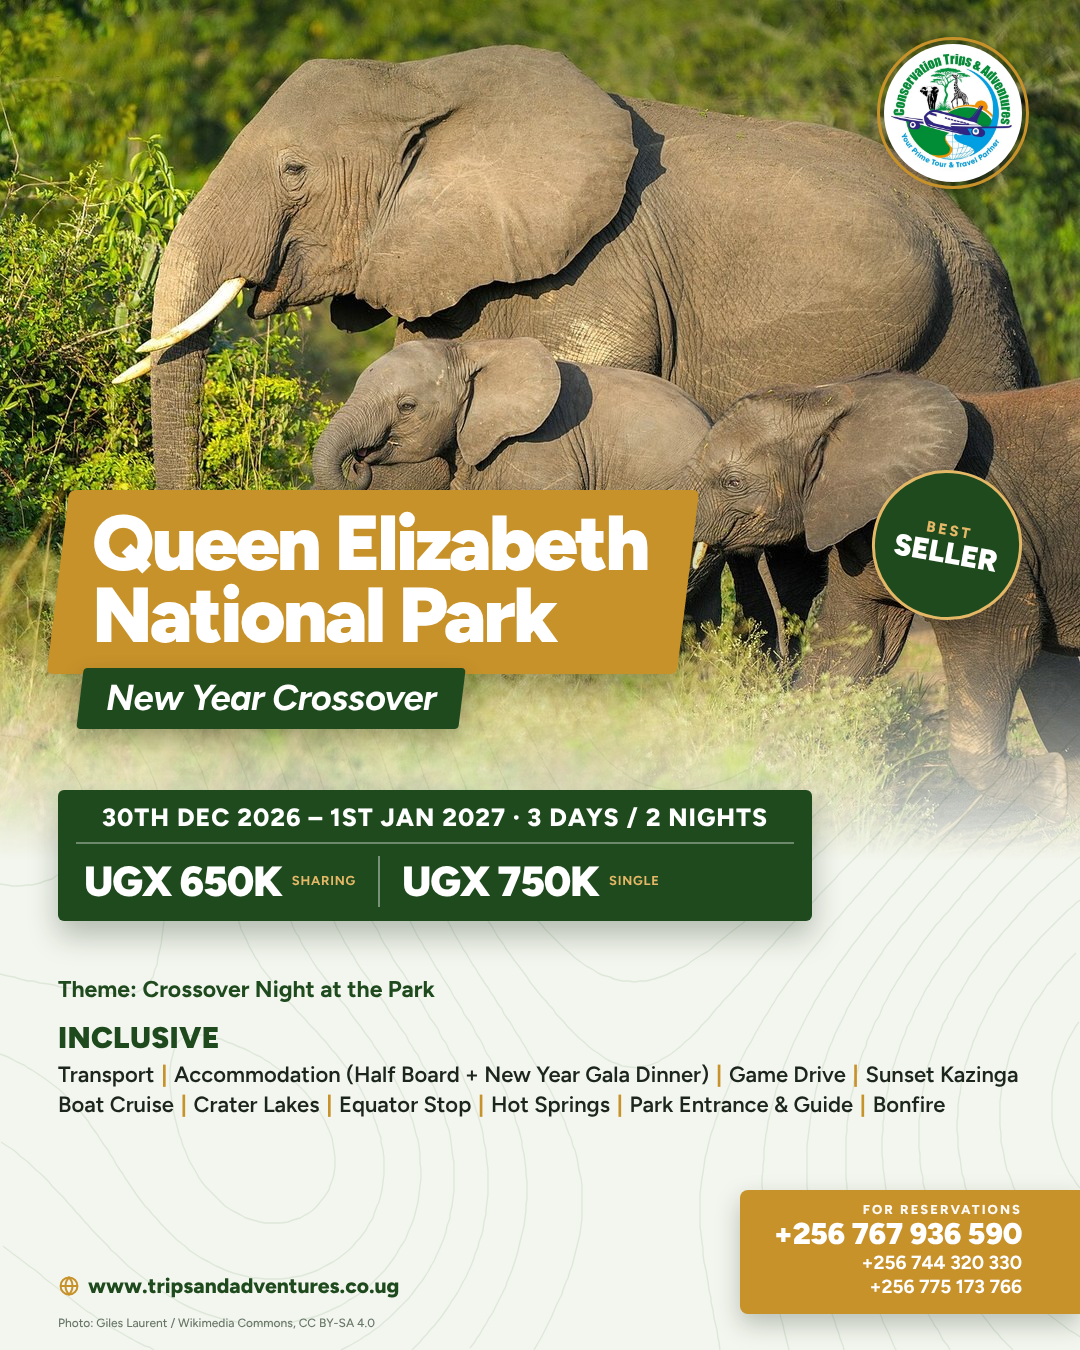 Conservation Trips & Adventures
Your Prime Tour & Travel Partner
BEST
SELLER
Queen Elizabeth
National Park
New Year Crossover
30TH DEC 2026 – 1ST JAN 2027 · 3 DAYS / 2 NIGHTS
UGX 650K SHARING | UGX 750K SINGLE
Theme: Crossover Night at the Park
INCLUSIVE
Transport | Accommodation (Half Board + New Year Gala Dinner) | Game Drive | Sunset Kazinga
Boat Cruise | Crater Lakes | Equator Stop | Hot Springs | Park Entrance & Guide | Bonfire
FOR RESERVATIONS
+256 767 936 590
+256 744 320 330
+256 775 173 766
www.tripsandadventures.co.ug
Photo: Giles Laurent / Wikimedia Commons, CC BY-SA 4.0